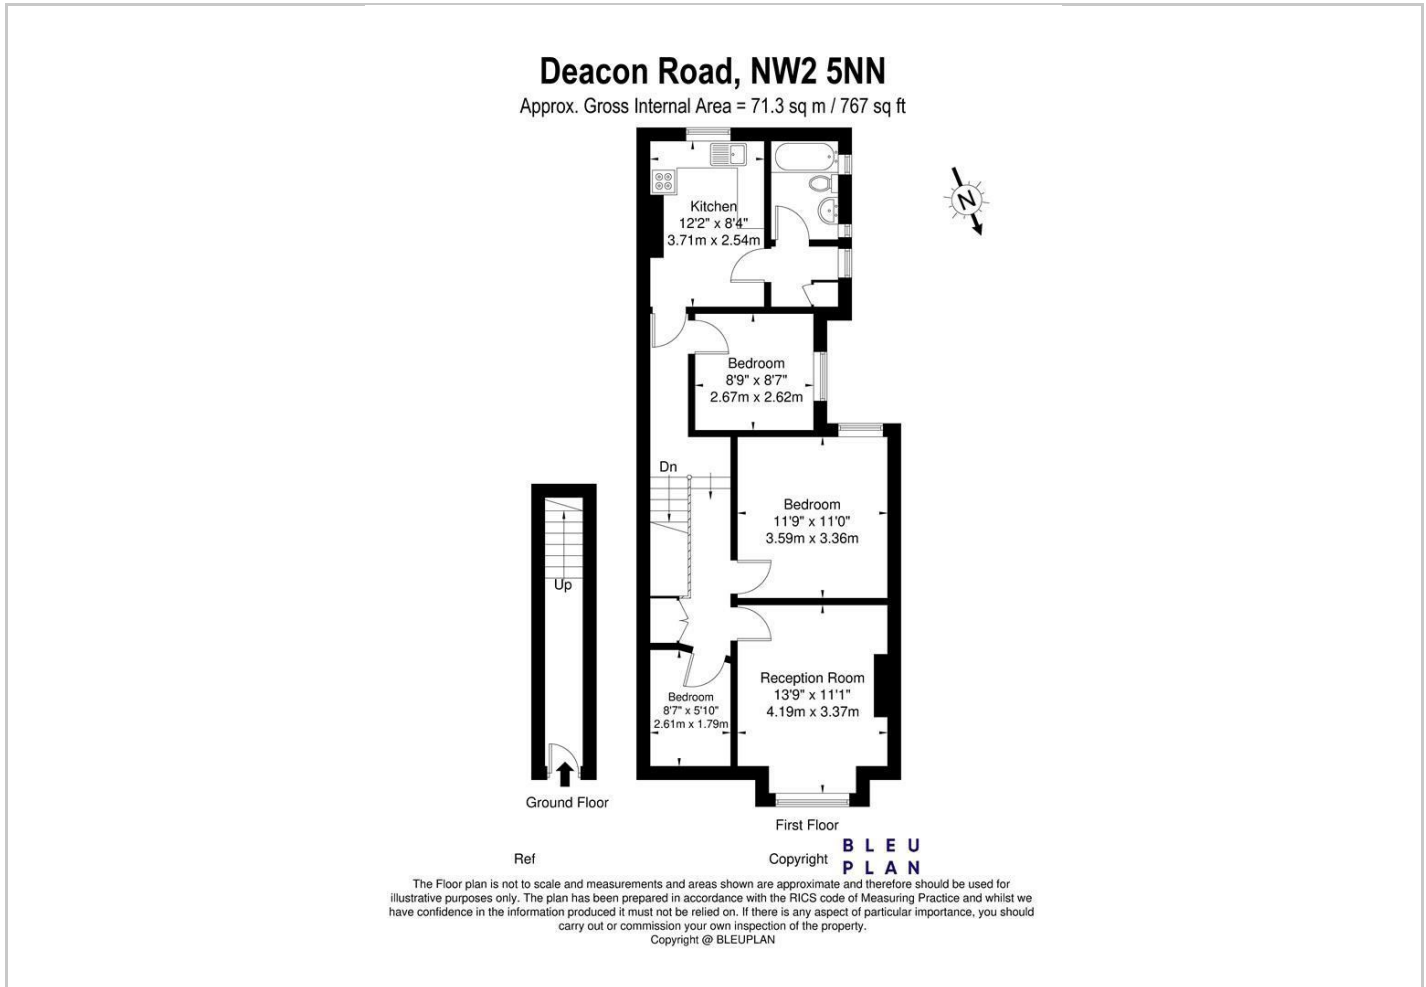 Deacon Road, NW2 5NN
Approx. Gross Internal Area = 71.3 sq m / 767 sq ft
N
Kitchen
12'2" x 8'4"
3.71m x 2.54m
Bedroom
8'9" x 8'7"
2.67m x 2.62m
Dn
Bedroom
11'9" x 11'0"
3.59m x 3.36m
Up
Reception Room
13'9" x 11'1"
4.19m x 3.37m
Bedroom
8'7" x 5'10"
2.61m x 1.79m
Ground Floor
First Floor
Ref
Copyright
BLEU
PLAN
The Floor plan is not to scale and measurements and areas shown are approximate and therefore should be used for
illustrative purposes only. The plan has been prepared in accordance with the RICS code of Measuring Practice and whilst we
have confidence in the information produced it must not be relied on. If there is any aspect of particular importance, you should
carry out or commission your own inspection of the property.
Copyright @ BLEUPLAN